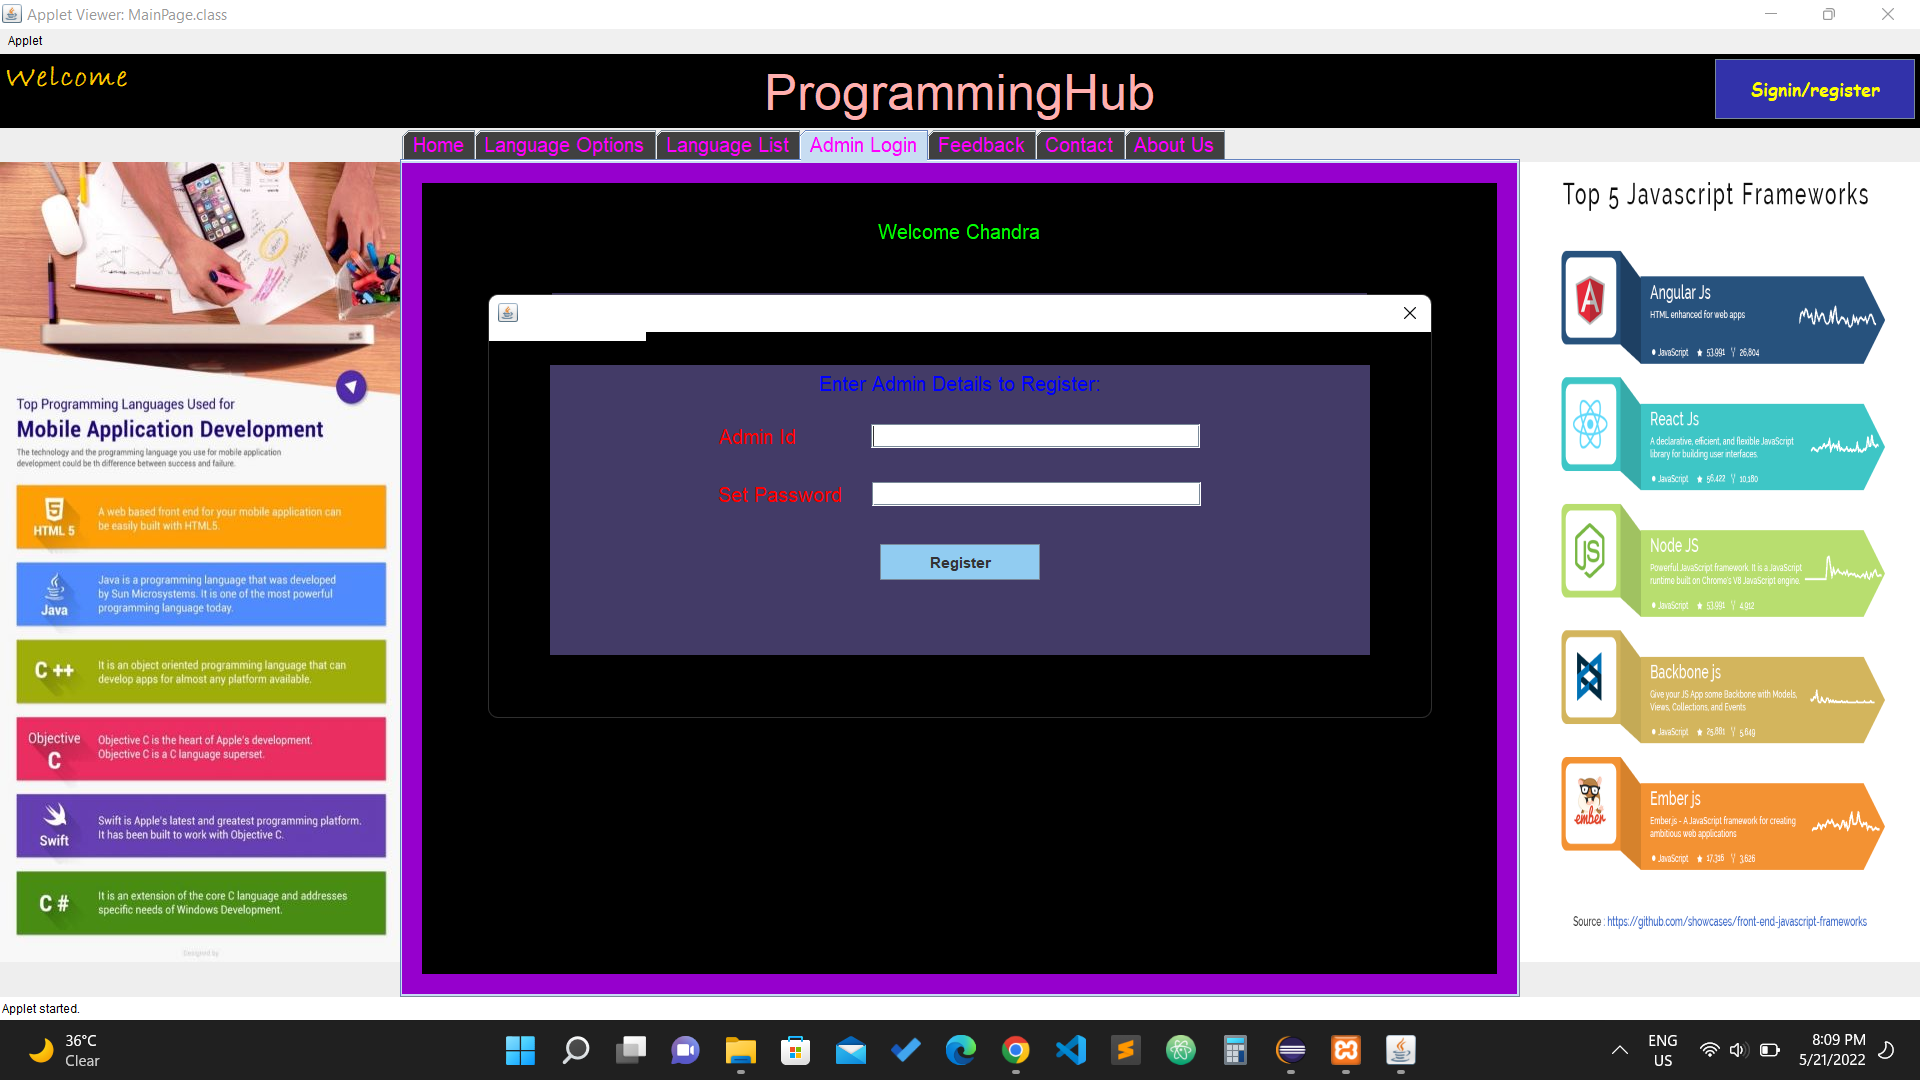 Applet Viewer: MainPage.class
Applet
Welcome
ProgrammingHub
Signin/register
Home
Language Options
Language List
Admin Login
Feedback
Contact
About Us
Top Programming Languages Used for
Mobile Application Development
The technology and the programming language you use for mobile application
development could be th difference between success and failure.
HTML 5
A web based front end for your mobile application can
be easily built with HTML5.
Java
Java is a programming language that was developed
by Sun Microsystems. It is one of the most powerful
programming language today.
C ++
It is an object oriented programming language that can
develop apps for almost any platform available.
Objective
C
Objective C is the heart of Apple's development.
Objective C is a C language superset.
Swift
Swift is Apple's latest and greatest programming platform.
It has been built to work with Objective C.
C #
It is an extension of the core C language and addresses
specific needs of Windows Development.
Designed by
Welcome Chandra
Enter Admin Details to Register:
Admin Id
Set Password
Register
Top 5 Javascript Frameworks
Angular Js
HTML enhanced for web apps
JavaScript 53,991 26,804
React Js
A declarative, efficient, and flexible JavaScript
library for building user interfaces.
JavaScript 56,422 10,180
JS
Node JS
Powerful JavaScript framework. It is a JavaScript
runtime built on Chrome's V8 JavaScript engine.
JavaScript 53,991 4,912
Backbone js
Give your JS App some Backbone with Models,
Views, Collections, and Events
JavaScript 25,881 5,649
ember
Ember js
Ember.js - A JavaScript framework for creating
ambitious web applications
JavaScript 17,316 3,626
Source : https://github.com/showcases/front-end-javascript-frameworks
Applet started.
36°C
Clear
ENG
US
8:09 PM
5/21/2022